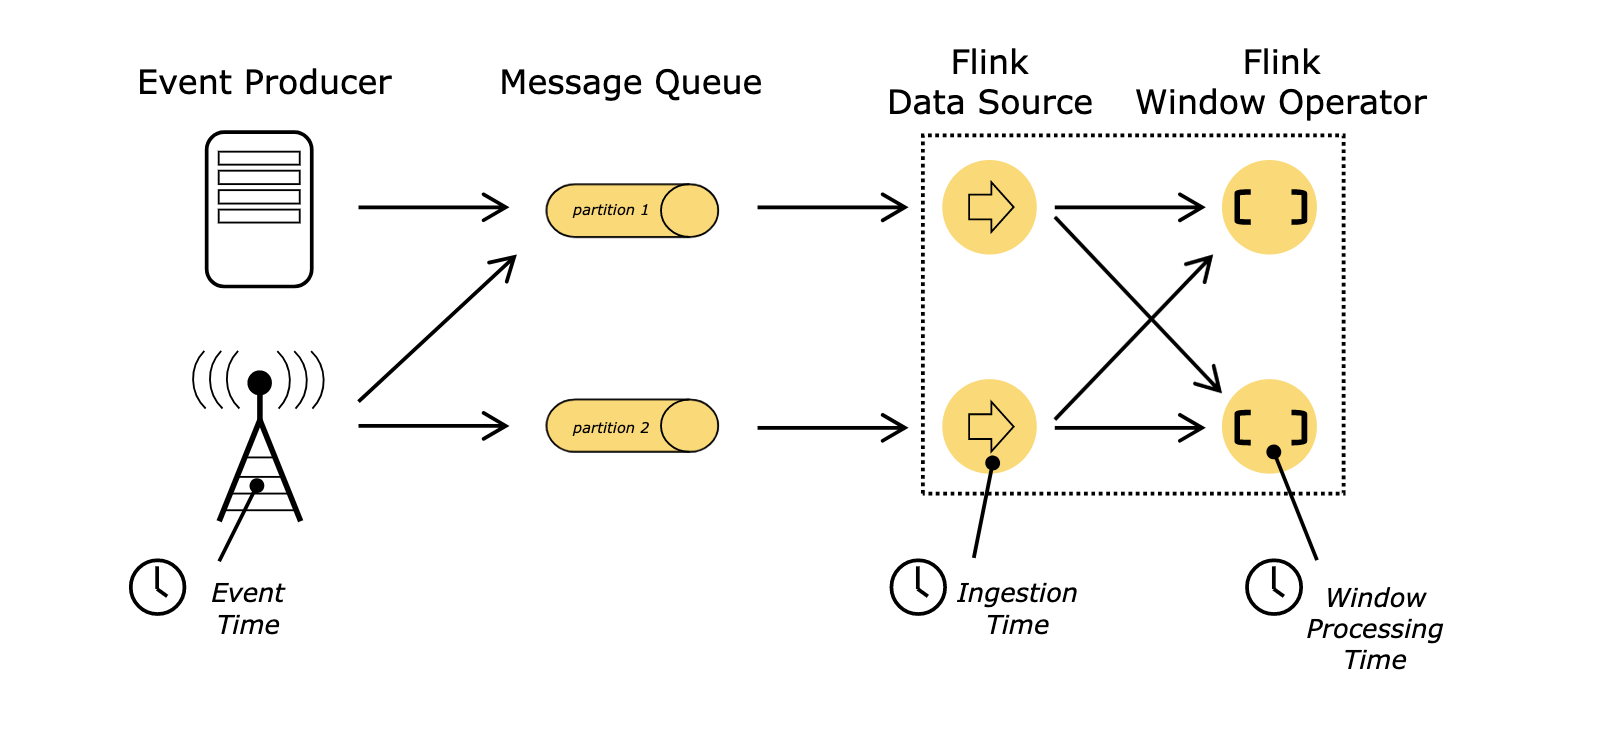 Event Producer
Message Queue
Flink
Data Source
Flink
Window Operator
partition 1
partition 2
Event
Time
Ingestion
Time
Window
Processing
Time